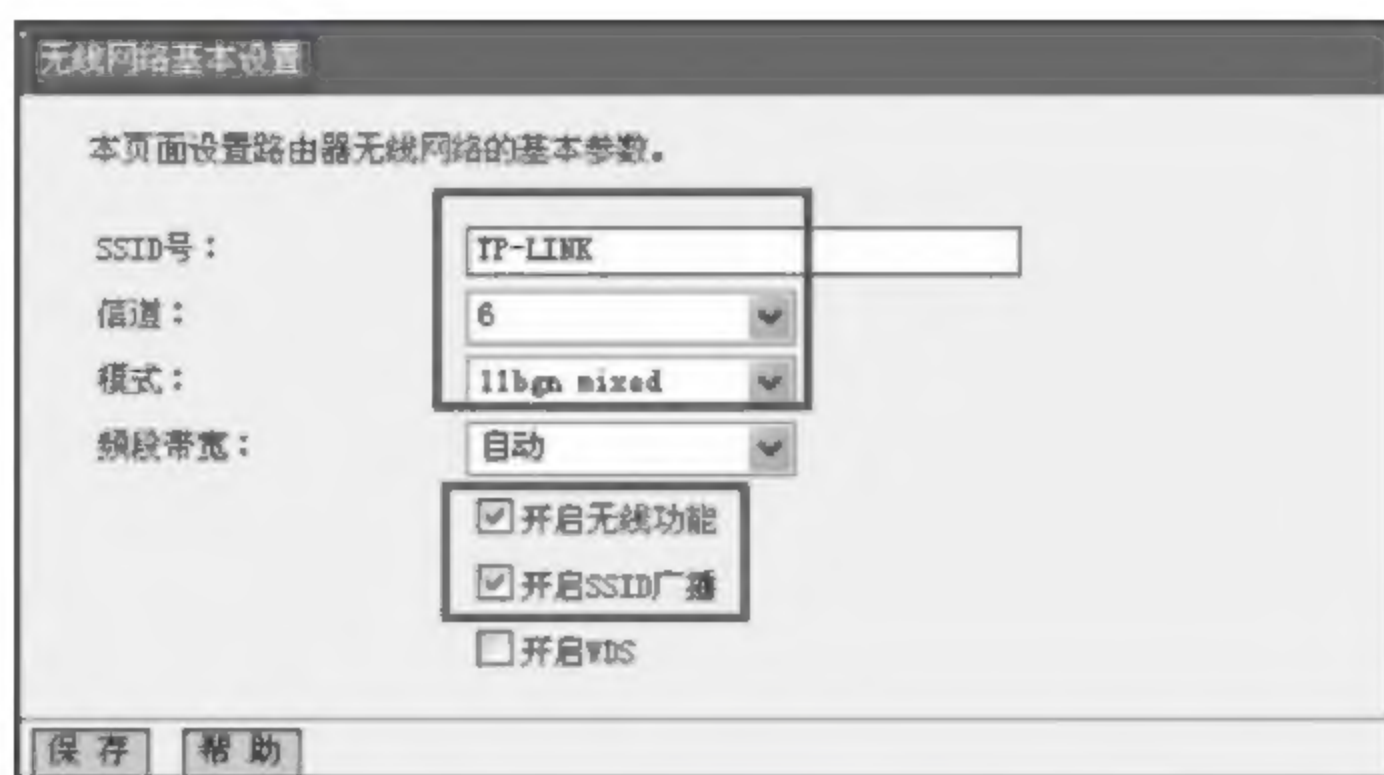 无线网络基本设置
本页面设置路由器无线网络的基本参数。
SSID号： TP-LINK
信道： 6
模式： 11bgn mixed
频段带宽： 自动
开启无线功能
开启SSID广播
开启WDS
保 存 帮 助